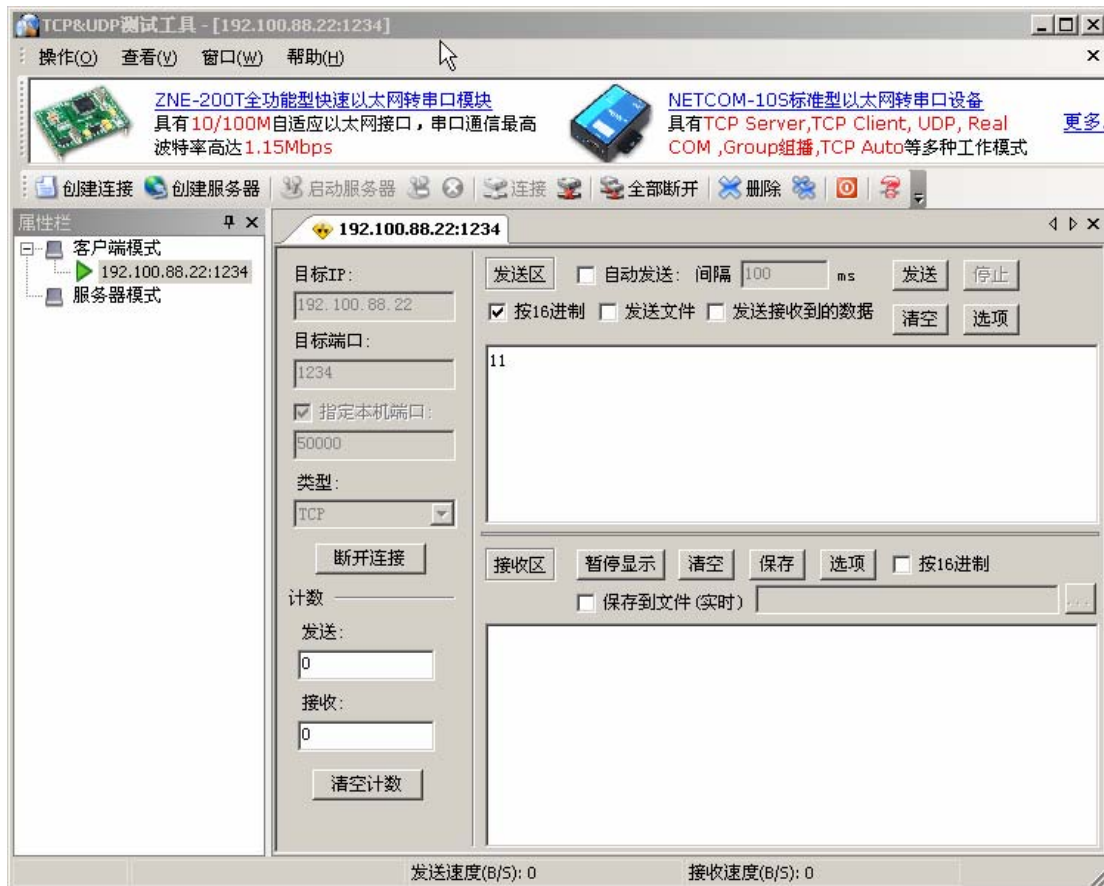 TCP&UDP测试工具 - [192.100.88.22:1234]
操作(O) 查看(V) 窗口(W) 帮助(H)
ZNE-200T全功能型快速以太网转串口模块
具有10/100M自适应以太网接口，串口通信最高
波特率高达1.15Mbps
NETCOM-10S标准型以太网转串口设备
具有TCP Server,TCP Client, UDP, Real
COM ,Group组播,TCP Auto等多种工作模式
更多
创建连接 创建服务器 启动服务器 连接 全部断开 删除
属性栏
客户端模式
192.100.88.22:1234
服务器模式
192.100.88.22:1234
目标IP:
192.100.88.22
目标端口:
1234
指定本机端口:
50000
类型:
TCP
断开连接
计数
发送:
0
接收:
0
清空计数
发送区 自动发送: 间隔 100 ms 发送 停止
按16进制 发送文件 发送接收到的数据 清空 选项
11
接收区 暂停显示 清空 保存 选项 按16进制
保存到文件(实时) ...
发送速度(B/S): 0 接收速度(B/S): 0